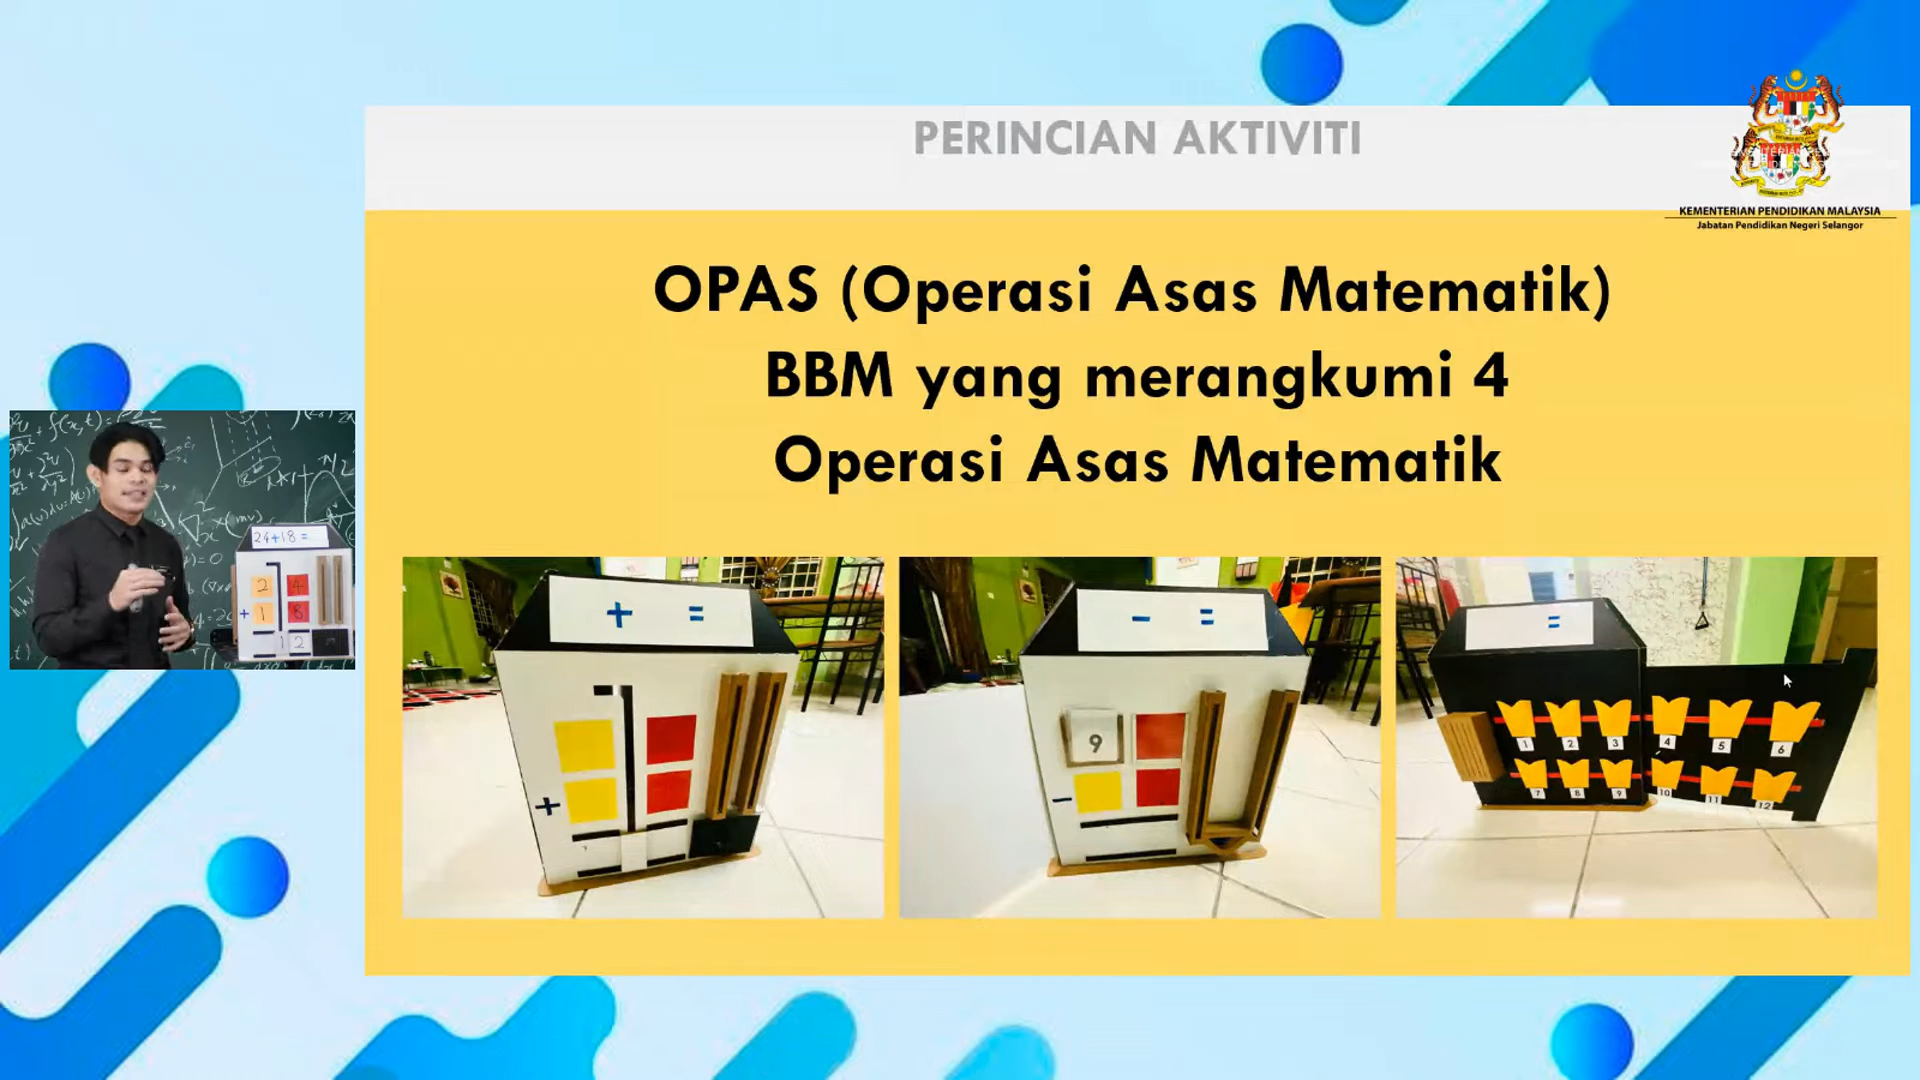 PERINCIAN AKTIVITI
KEMENTERIAN PENDIDIKAN MALAYSIA
Jabatan Pendidikan Negeri Selangor
OPAS (Operasi Asas Matematik)
BBM yang merangkumi 4
Operasi Asas Matematik
24+18 =
2 4
+ 1 8
1 2
+ =
+
- =
9
-
=
1 2 3 4 5 6
7 8 9 10 11 12